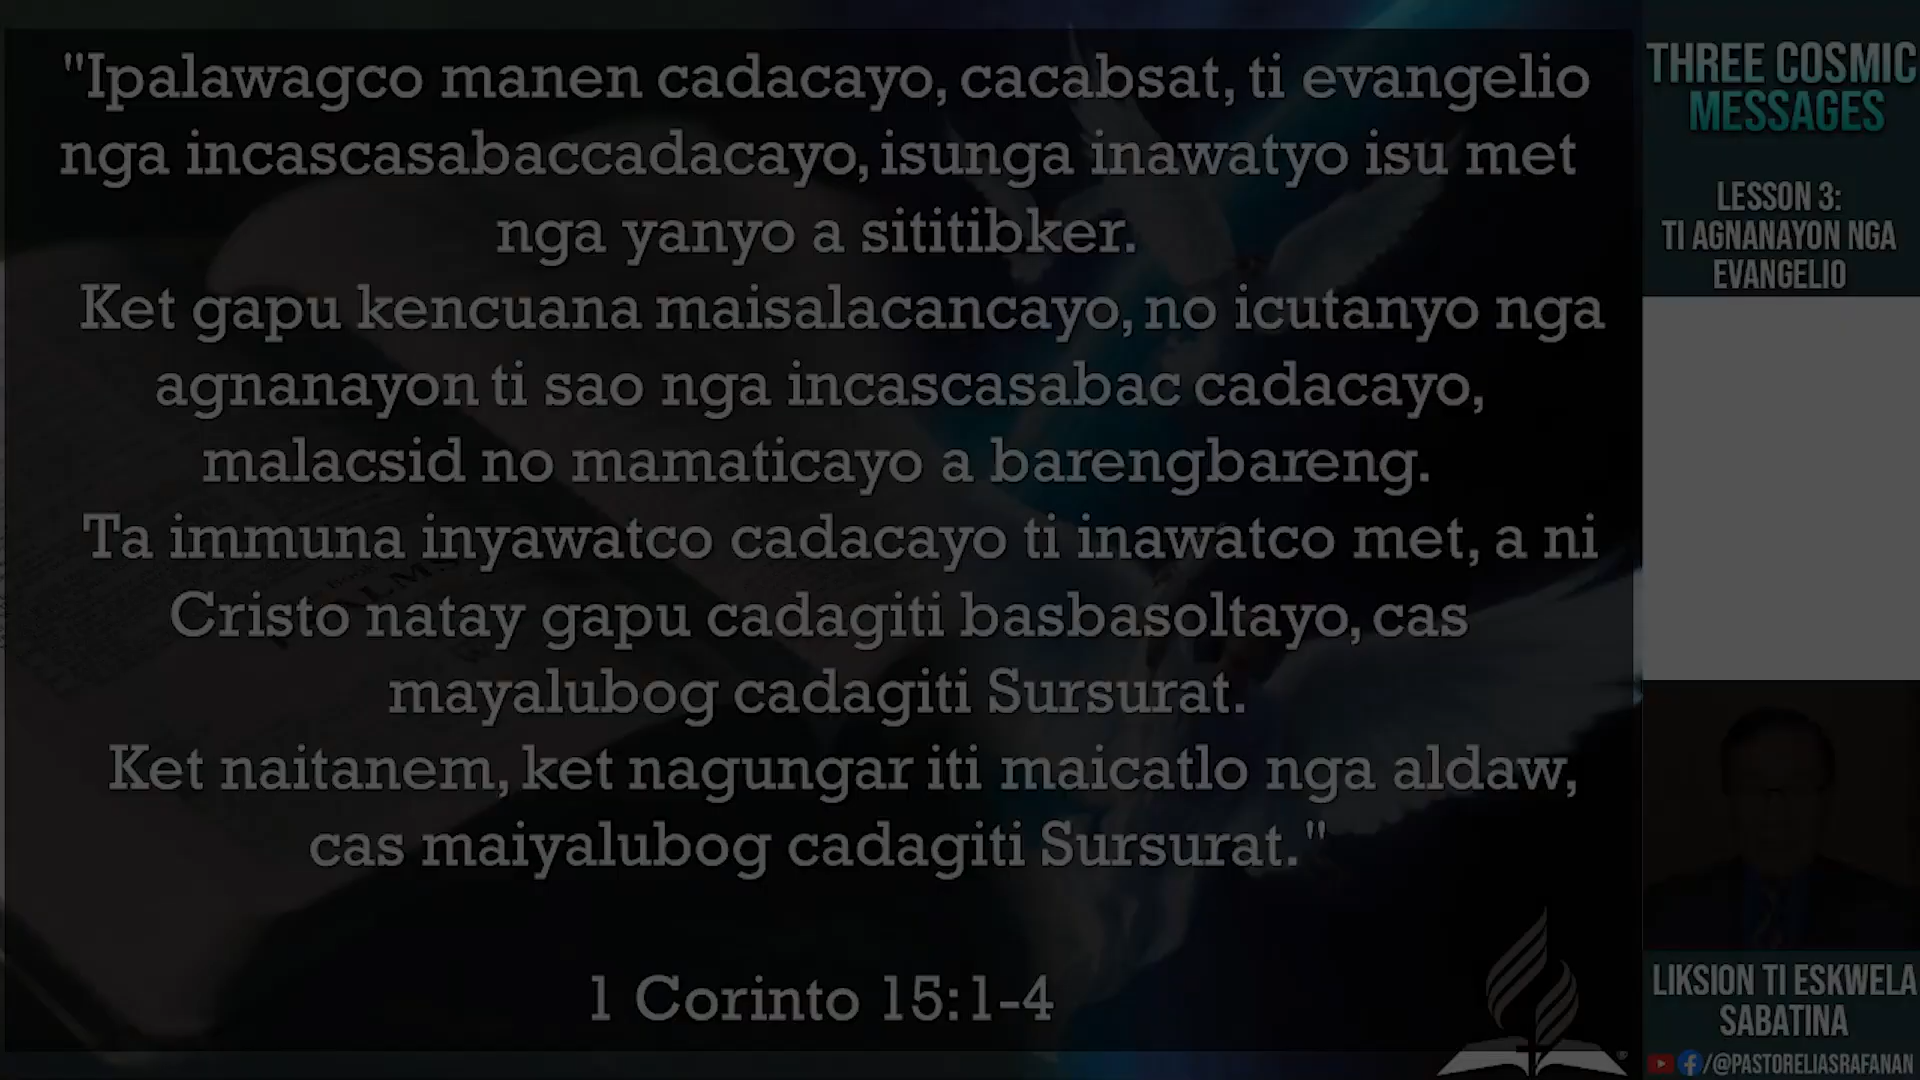 "Ipalawagco manen cadacayo, cacabsat, ti evangelio
nga incascasabaccadacayo, isunga inawatyo isu met
nga yanyo a sititibker.
Ket gapu kencuana maisalacancayo, no icutanyo nga
agnanayon ti sao nga incascasabac cadacayo,
malacsid no mamaticayo a barengbareng.
Ta immuna inyawatco cadacayo ti inawatco met, a ni
Cristo natay gapu cadagiti basbasoltayo, cas
mayalubog cadagiti Sursurat.
Ket naitanem, ket nagungar iti maicatlo nga aldaw,
cas maiyalubog cadagiti Sursurat."
1 Corinto 15:1-4
THREE COSMIC
MESSAGES
LESSON 3:
TI AGNANAYON NGA
EVANGELIO
LIKSION TI ESKWELA
SABATINA
/@PASTORELIASRAFANAN